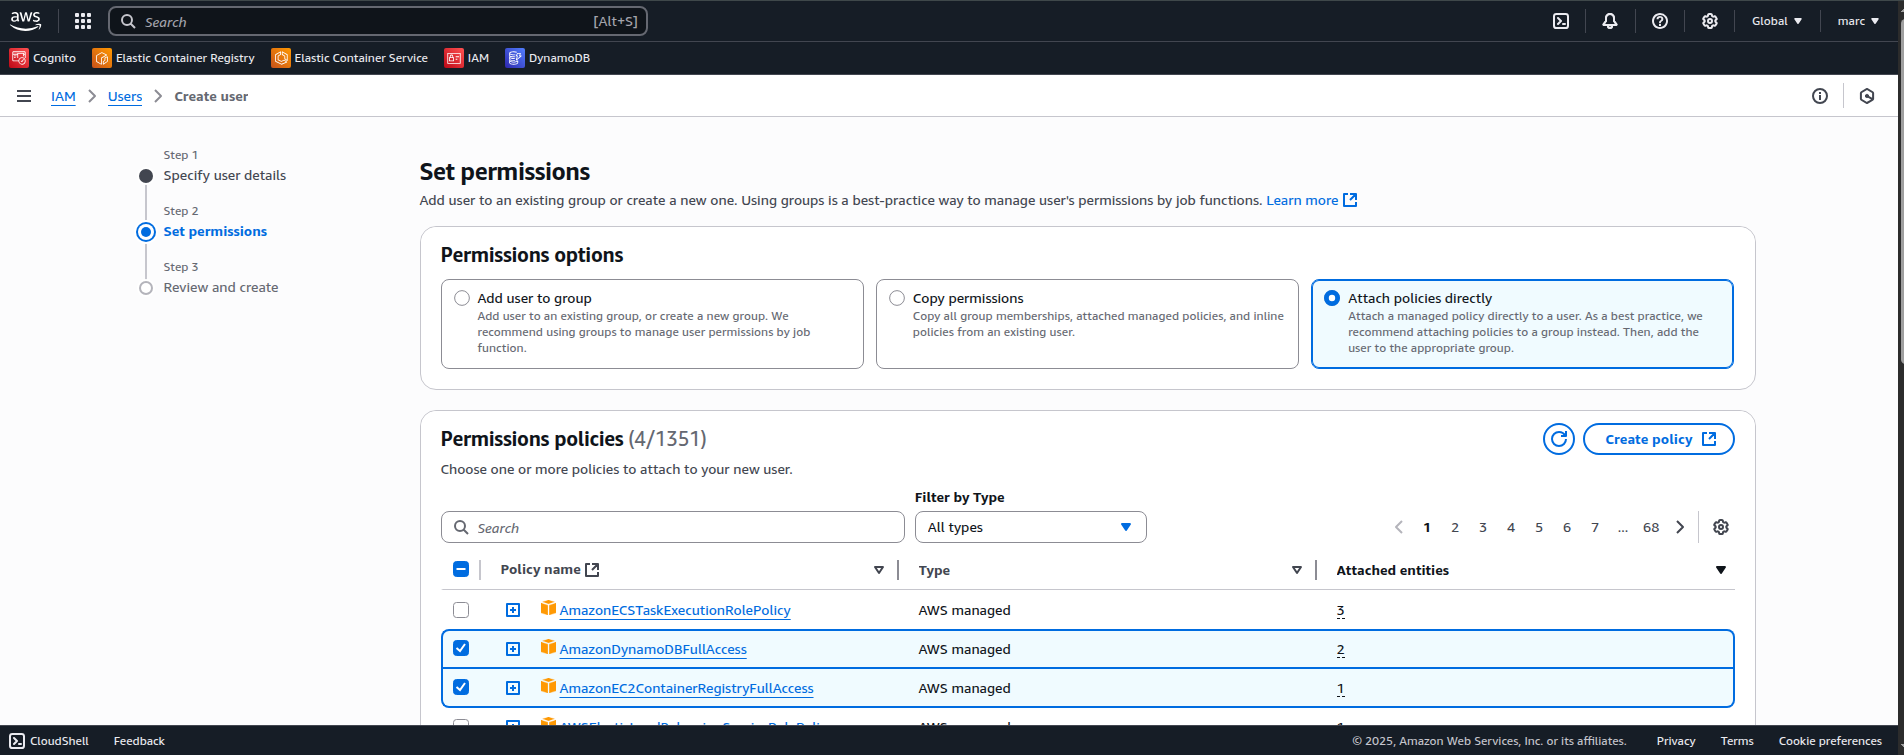 aws
Search [Alt+S]
Global marc
Cognito Elastic Container Registry Elastic Container Service IAM DynamoDB
IAM Users Create user
Step 1
Specify user details
Step 2
Set permissions
Step 3
Review and create
Set permissions
Add user to an existing group or create a new one. Using groups is a best-practice way to manage user's permissions by job functions. Learn more
Permissions options
Add user to group
Add user to an existing group, or create a new group. We
recommend using groups to manage user permissions by job
function.
Copy permissions
Copy all group memberships, attached managed policies, and inline
policies from an existing user.
Attach policies directly
Attach a managed policy directly to a user. As a best practice, we
recommend attaching policies to a group instead. Then, add the
user to the appropriate group.
Permissions policies (4/1351)
Create policy
Choose one or more policies to attach to your new user.
Filter by Type
Search
All types
1 2 3 4 5 6 7 ... 68
Policy name Type Attached entities
AmazonECSTaskExecutionRolePolicy AWS managed 3
AmazonDynamoDBFullAccess AWS managed 2
AmazonEC2ContainerRegistryFullAccess AWS managed 1
CloudShell Feedback
© 2025, Amazon Web Services, Inc. or its affiliates. Privacy Terms Cookie preferences